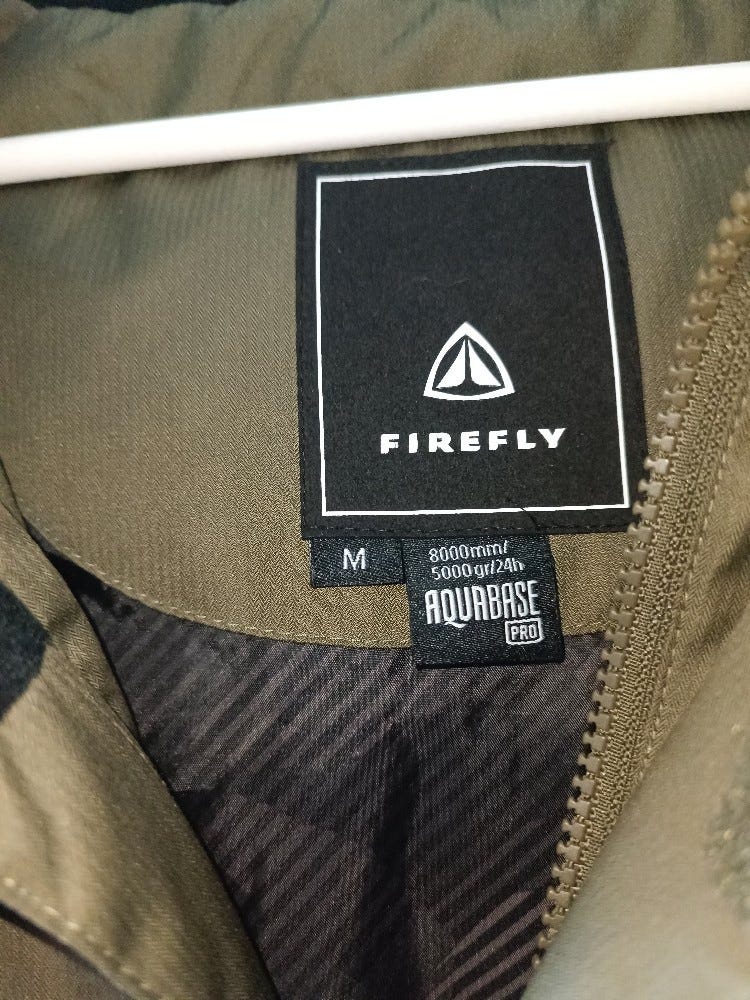 FIREFLY
M
8000mm/
5000gr/24h
AQUABASE
PRO